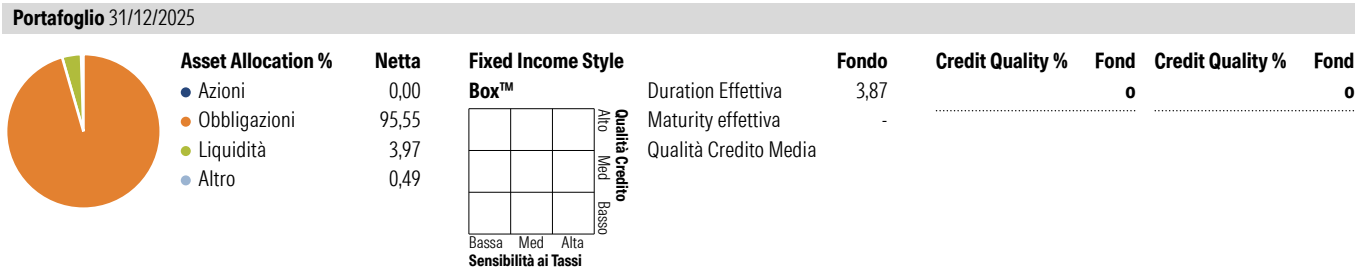 Portafoglio 31/12/2025
Asset Allocation % Netta
Azioni 0,00
Obbligazioni 95,55
Liquidità 3,97
Altro 0,49
Fixed Income Style
Box™
Alto Med Basso
Qualità Credito
Bassa Med Alta
Sensibilità ai Tassi
Fondo
Duration Effettiva 3,87
Maturity effettiva -
Qualità Credito Media
Credit Quality % Fond
o
Credit Quality % Fond
o